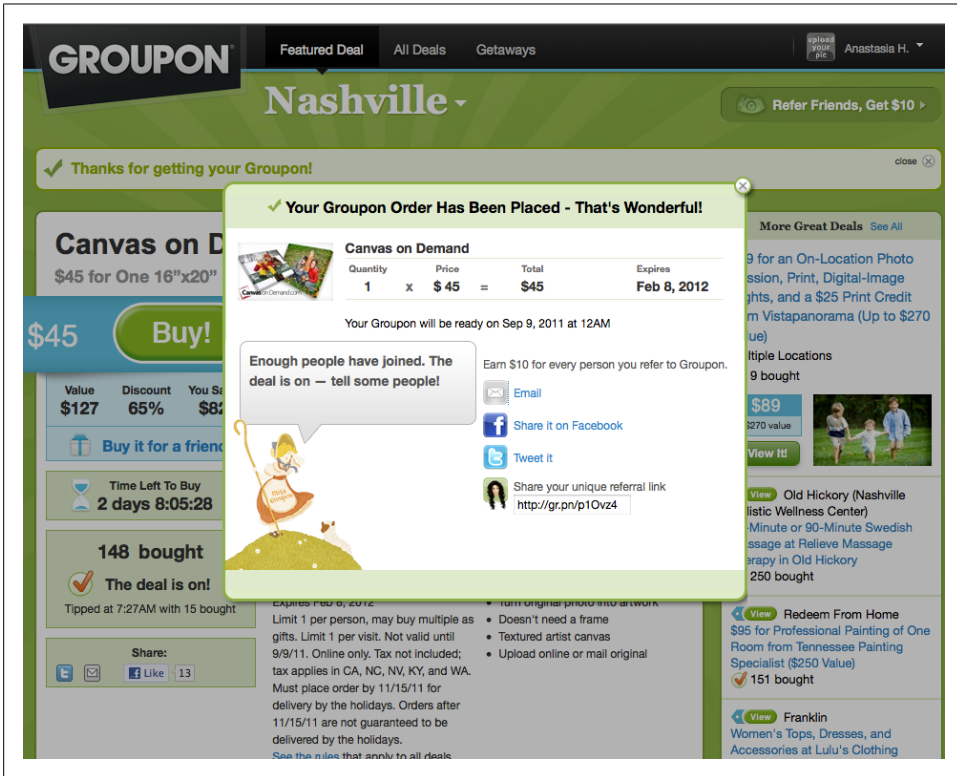 GROUPON
Featured Deal
All Deals
Getaways
upload
your
pic
Anastasia H.
Nashville
Refer Friends, Get $10
Thanks for getting your Groupon!
close
Your Groupon Order Has Been Placed - That's Wonderful!
Canvas on Demand
Quantity Price Total Expires
1 x $ 45 = $45 Feb 8, 2012
CanvasonDemand.com
Your Groupon will be ready on Sep 9, 2011 at 12AM
Enough people have joined. The
deal is on — tell some people!
Miss
Groupon
Earn $10 for every person you refer to Groupon.
Email
Share it on Facebook
Tweet it
Share your unique referral link
http://gr.pn/p1Ovz4
Canvas on D
$45 for One 16”x20”
$45
Buy!
Value Discount You Sa
$127 65% $82
Buy it for a friend
Time Left To Buy
2 days 8:05:28
148 bought
The deal is on!
Tipped at 7:27AM with 15 bought
Share:
Like 13
Expires Feb 8, 2012
Limit 1 per person, may buy multiple as
gifts. Limit 1 per visit. Not valid until
9/9/11. Online only. Tax not included;
tax applies in CA, NC, NV, KY, and WA.
Must place order by 11/15/11 for
delivery by the holidays. Orders after
11/15/11 are not guaranteed to be
delivered by the holidays.
See the rules that apply to all deals
• Turn original photo into artwork
• Doesn't need a frame
• Textured artist canvas
• Upload online or mail original
More Great Deals See All
9 for an On-Location Photo
ssion, Print, Digital-Image
ghts, and a $25 Print Credit
m Vistapanorama (Up to $270
ue)
ltiple Locations
9 bought
$89
$270 value
View It!
View Old Hickory (Nashville
listic Wellness Center)
-Minute or 90-Minute Swedish
ssage at Relieve Massage
erapy in Old Hickory
250 bought
View Redeem From Home
$95 for Professional Painting of One
Room from Tennessee Painting
Specialist ($250 Value)
151 bought
View Franklin
Women's Tops, Dresses, and
Accessories at Lulu's Clothing